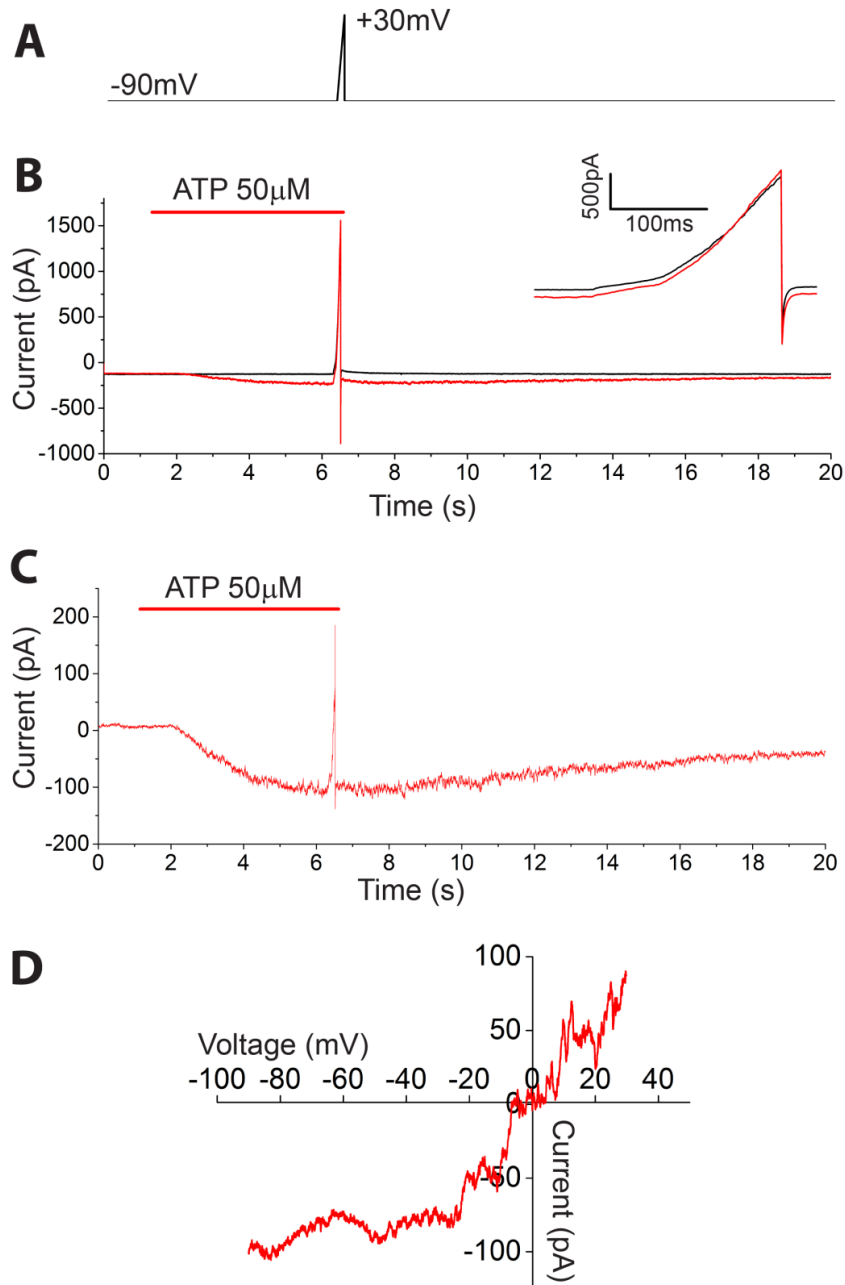 A
+30mV
-90mV
B
ATP 50μM
500pA
100ms
1500
1000
500
0
-500
-1000
Current (pA)
0 2 4 6 8 10 12 14 16 18 20
Time (s)
C
ATP 50μM
200
100
0
-100
-200
Current (pA)
0 2 4 6 8 10 12 14 16 18 20
Time (s)
D
100
50
Voltage (mV)
-100 -80 -60 -40 -20 0 20 40
0
-50
-100
Current (pA)